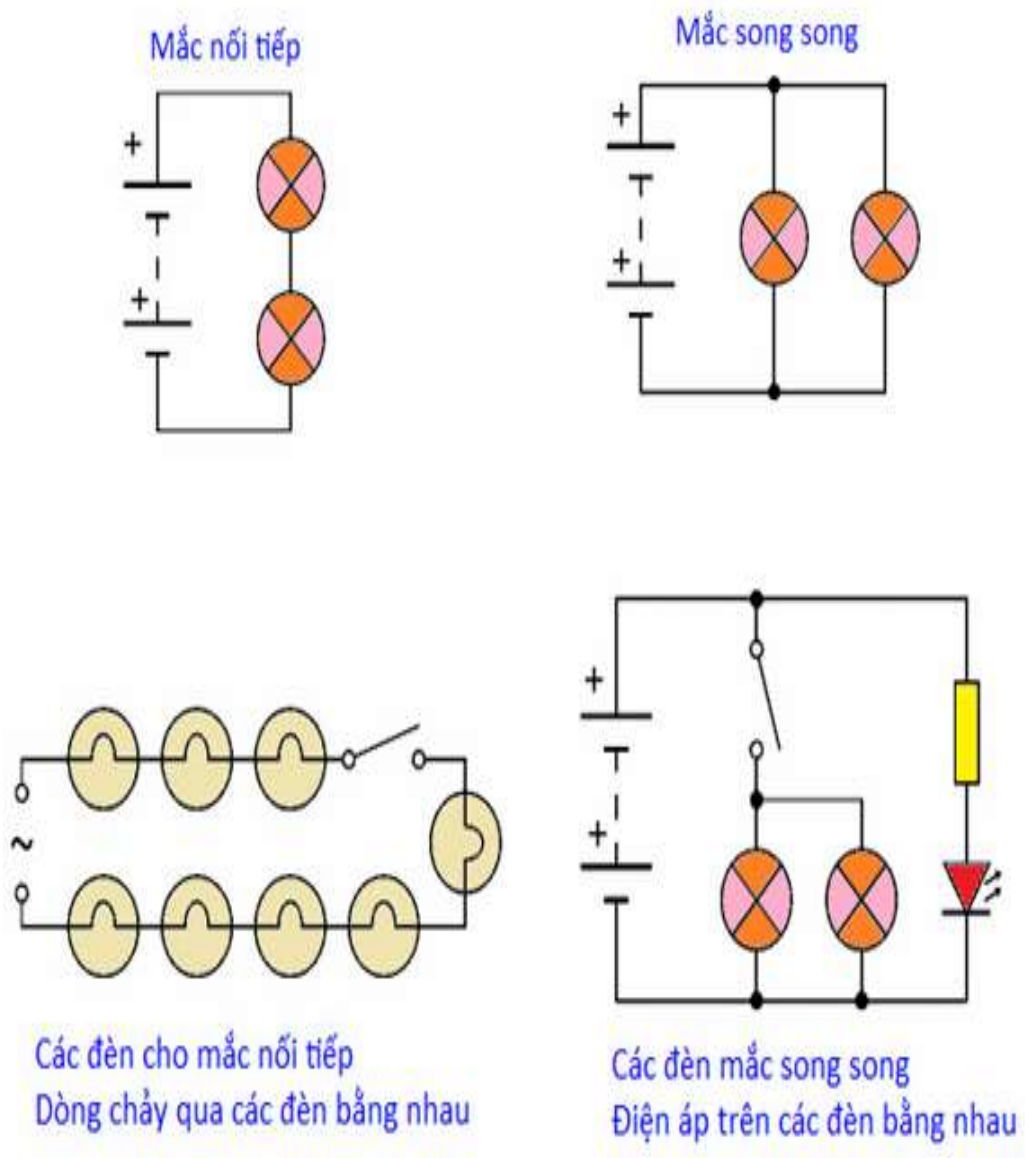 Mắc nối tiếp
Mắc song song
+
+
+
+
~
Các đèn cho mắc nối tiếp
Dòng chảy qua các đèn bằng nhau
+
+
Các đèn mắc song song
Điện áp trên các đèn bằng nhau